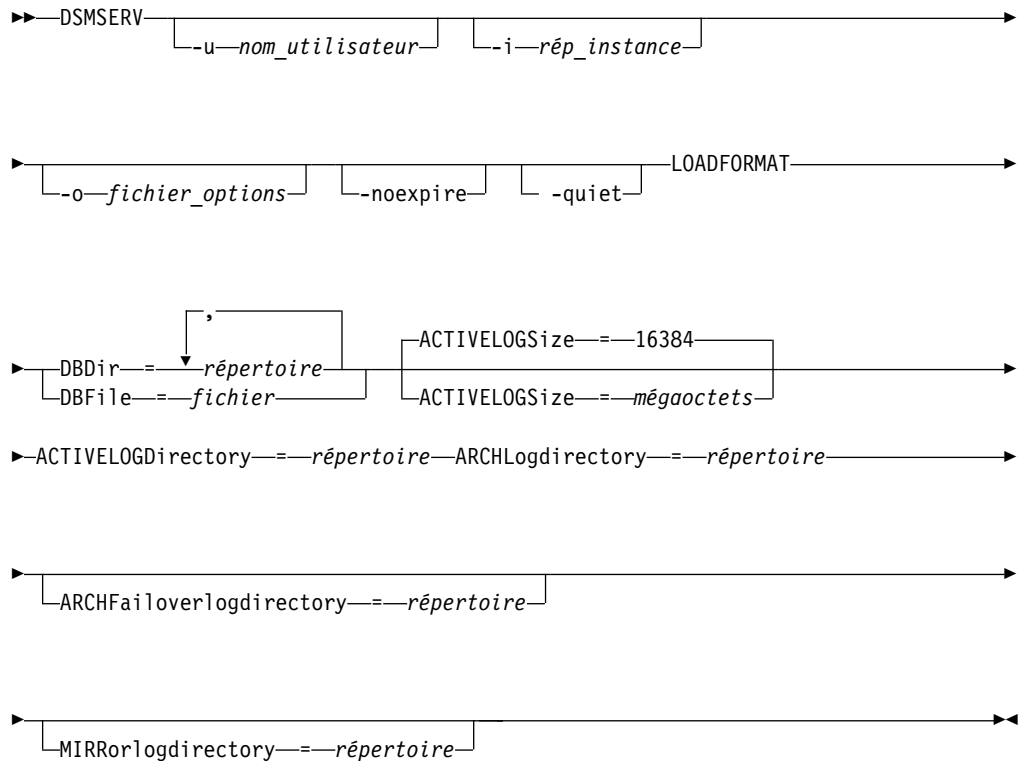 DSMSERV
-u nom_utilisateur -i rép_instance
LOADFORMAT
-o fichier_options -noexpire -quiet
,
ACTIVELOGSize = 16384
DBDir = répertoire
DBFile = fichier ACTIVELOGSize = mégaoctets
ACTIVELOGDirectory = répertoire ARCHLogdirectory = répertoire
ARCHFailoverlogdirectory = répertoire
MIRRorlogdirectory = répertoire